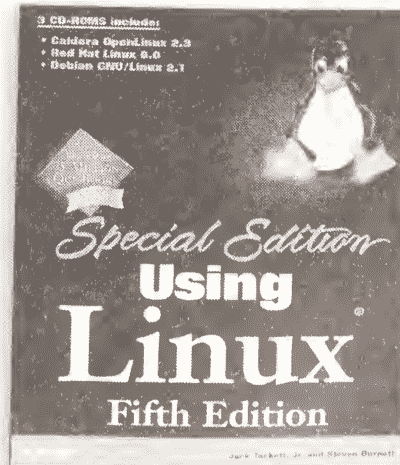 3 CD-ROMS include:
• Caldera OpenLinux 2.3
• Red Hat Linux 6.0
• Debian GNU/Linux 2.1
Special Edition
Using
Linux®
Fifth Edition
Jack Tackett, Jr. and Steven Burnett